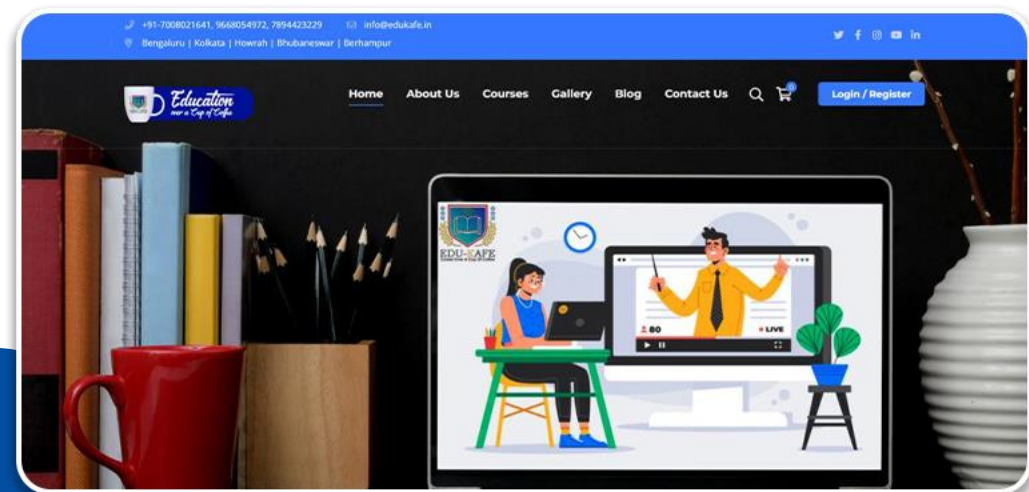 +91-7008021641, 9668054972, 7894423229 info@edukafe.in
Bengaluru | Kolkata | Howrah | Bhubaneswar | Berhampur
Education
over a Cup of Coffee
Home About Us Courses Gallery Blog Contact Us 0 Login / Register
EDU-KAFE
80 LIVE